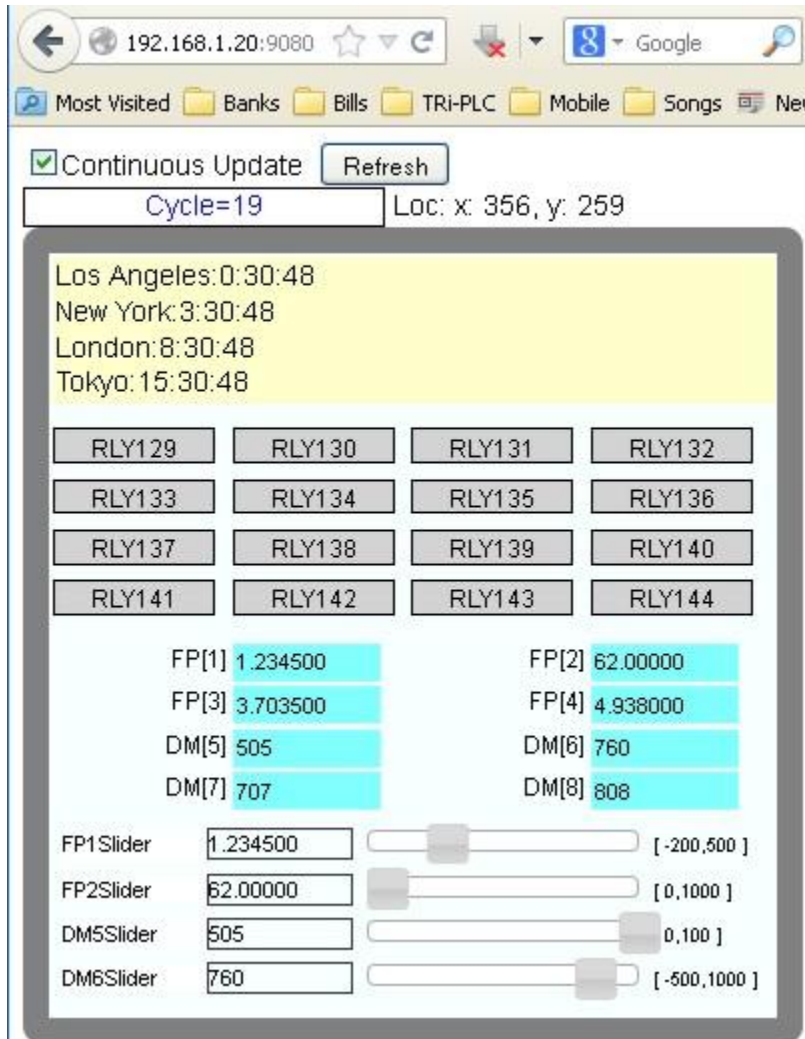 192.168.1.20:9080 Google
Most Visited Banks Bills TRi-PLC Mobile Songs
Continuous Update Refresh
Cycle=19 Loc: x: 356, y: 259
Los Angeles:0:30:48
New York:3:30:48
London:8:30:48
Tokyo:15:30:48
RLY129 RLY130 RLY131 RLY132
RLY133 RLY134 RLY135 RLY136
RLY137 RLY138 RLY139 RLY140
RLY141 RLY142 RLY143 RLY144
FP[1] 1.234500 FP[2] 62.00000
FP[3] 3.703500 FP[4] 4.938000
DM[5] 505 DM[6] 760
DM[7] 707 DM[8] 808
FP1Slider 1.234500 [ -200,500 ]
FP2Slider 62.00000 [ 0,1000 ]
DM5Slider 505 0,100 ]
DM6Slider 760 [ -500,1000 ]